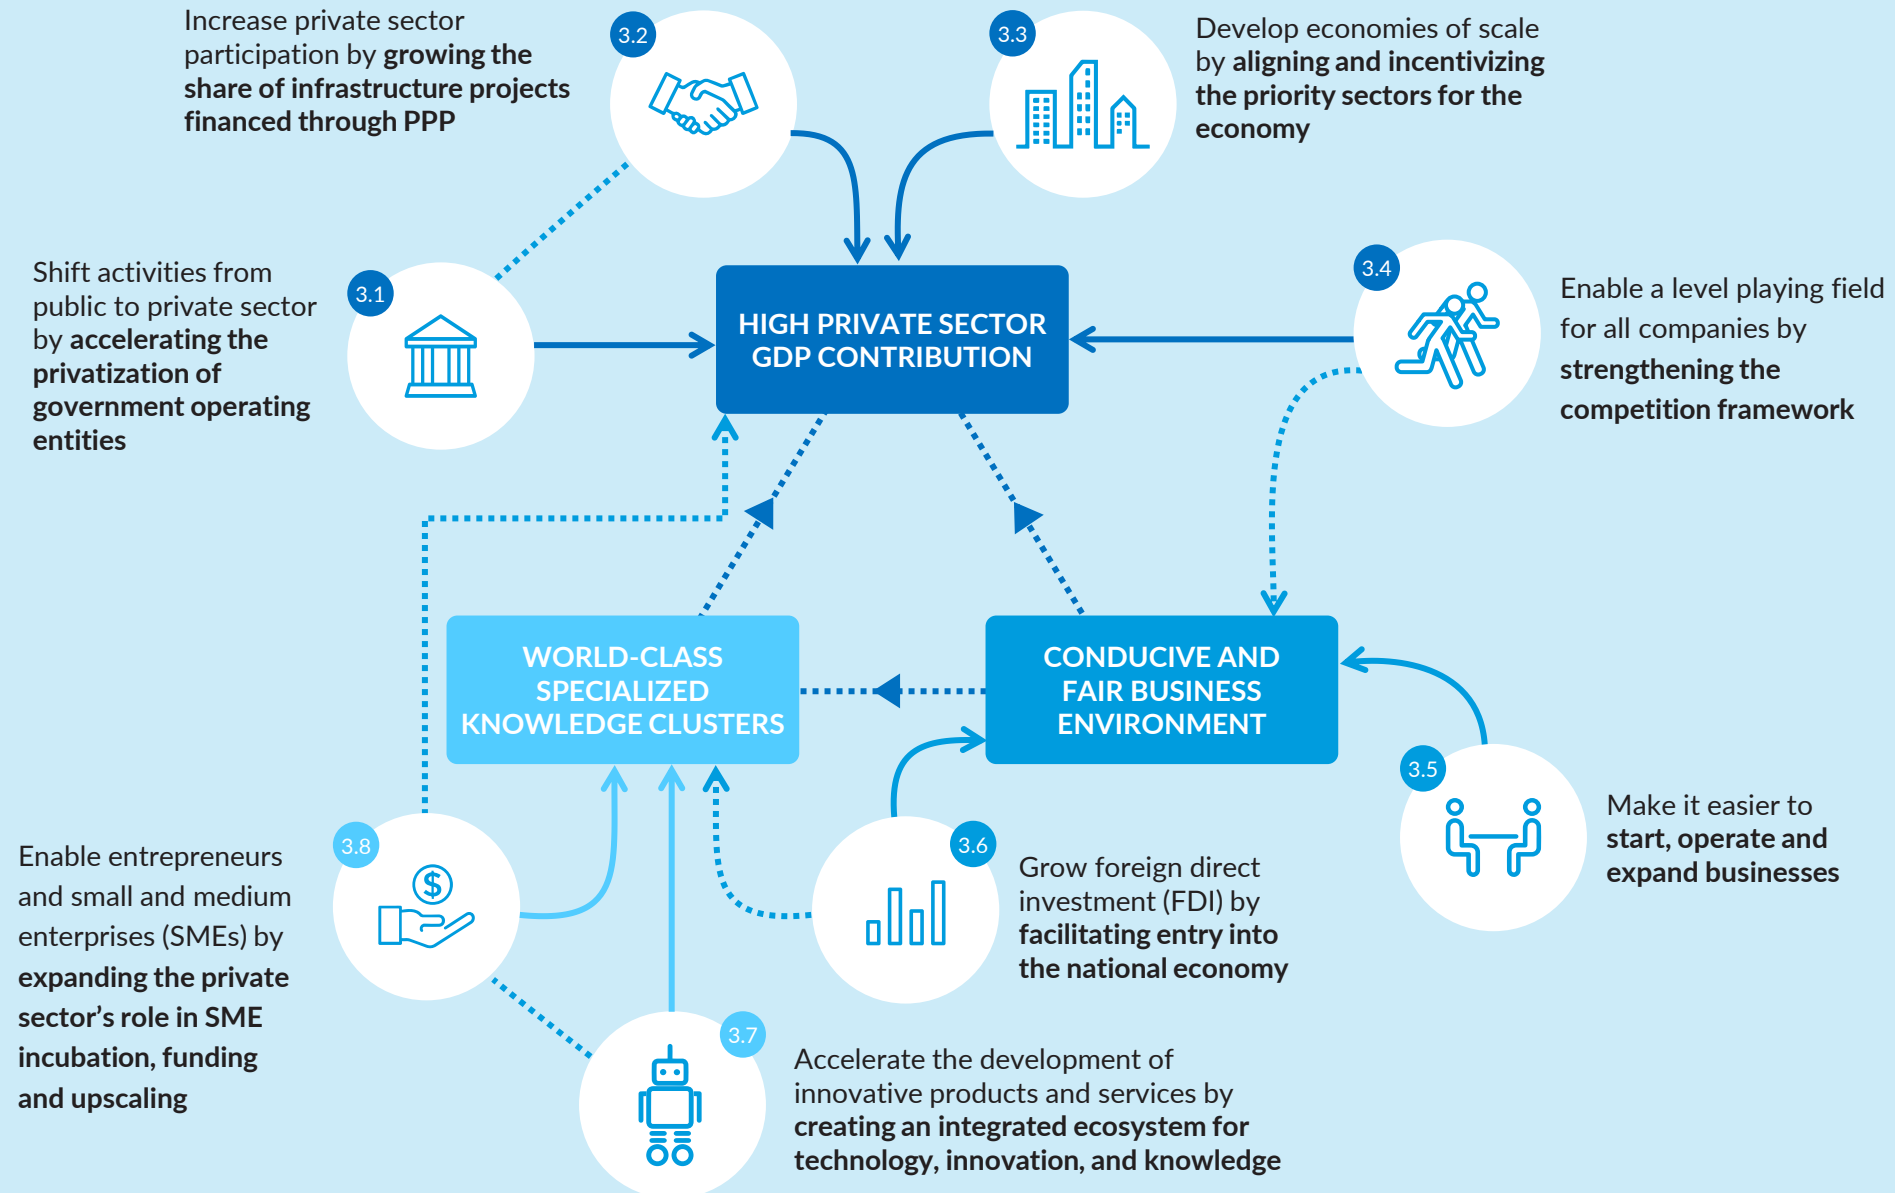 Increase private sector
participation by growing the
share of infrastructure projects
financed through PPP
3.2
3.3
Develop economies of scale
by aligning and incentivizing
the priority sectors for the
economy
Shift activities from
public to private sector
by accelerating the
privatization of
government operating
entities
3.1
HIGH PRIVATE SECTOR
GDP CONTRIBUTION
3.4
Enable a level playing field
for all companies by
strengthening the
competition framework
WORLD-CLASS
SPECIALIZED
KNOWLEDGE CLUSTERS
CONDUCIVE AND
FAIR BUSINESS
ENVIRONMENT
3.5
Make it easier to
start, operate and
expand businesses
Enable entrepreneurs
and small and medium
enterprises (SMEs) by
expanding the private
sector’s role in SME
incubation, funding
and upscaling
3.8
$
3.6
Grow foreign direct
investment (FDI) by
facilitating entry into
the national economy
3.7
Accelerate the development of
innovative products and services by
creating an integrated ecosystem for
technology, innovation, and knowledge